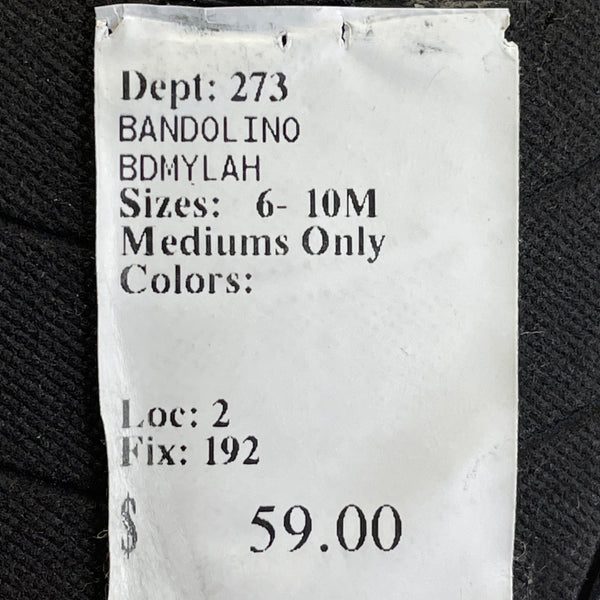 Dept: 273
BANDOLINO
BDMYLAH
Sizes: 6- 10M
Mediums Only
Colors:
Loc: 2
Fix: 192
$ 59.00